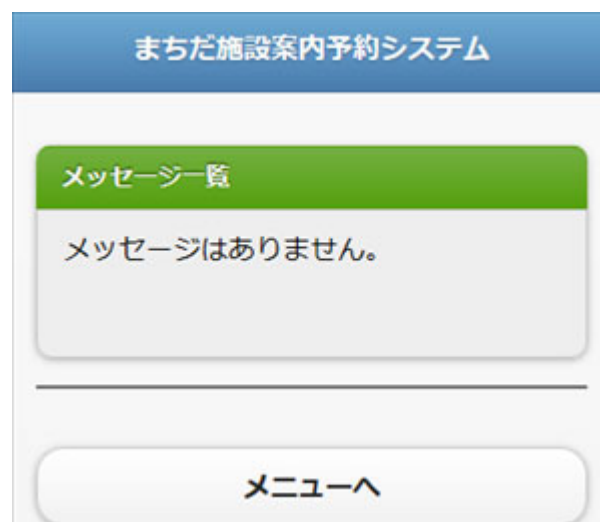 まちだ施設案内予約システム
メッセージ一覧
メッセージはありません。
メニューへ